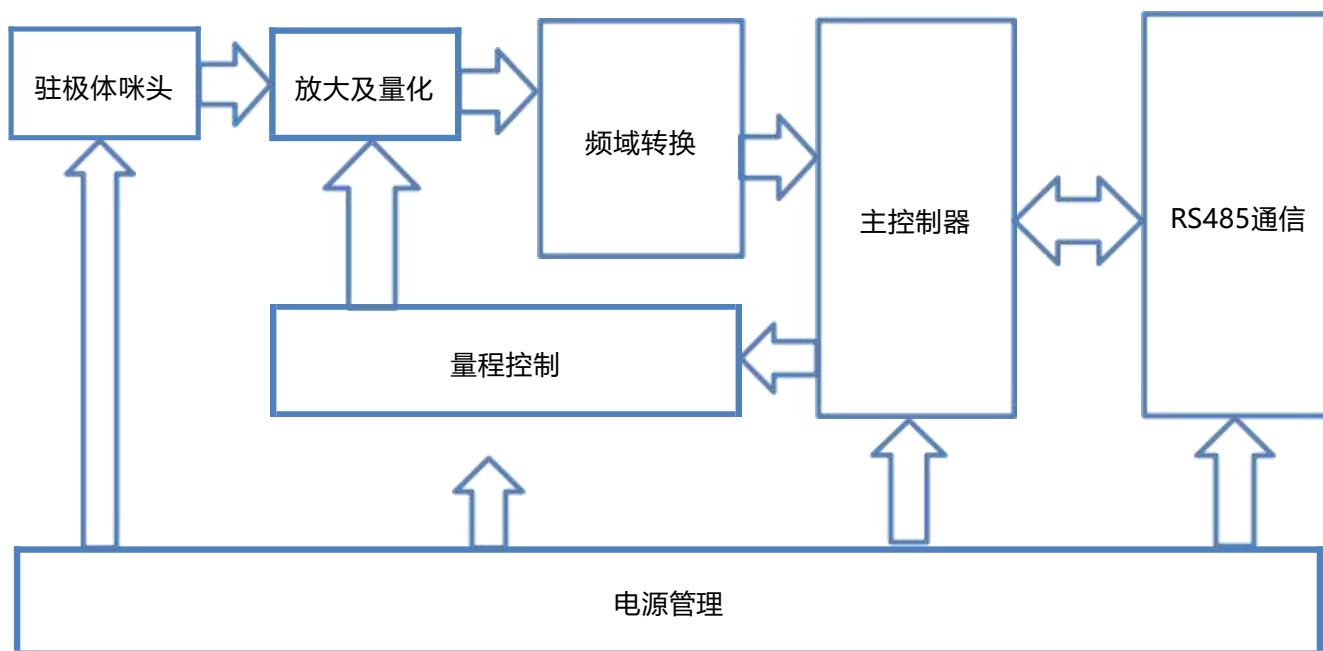 驻极体咪头
放大及量化
频域转换
主控制器
RS485通信
量程控制
电源管理